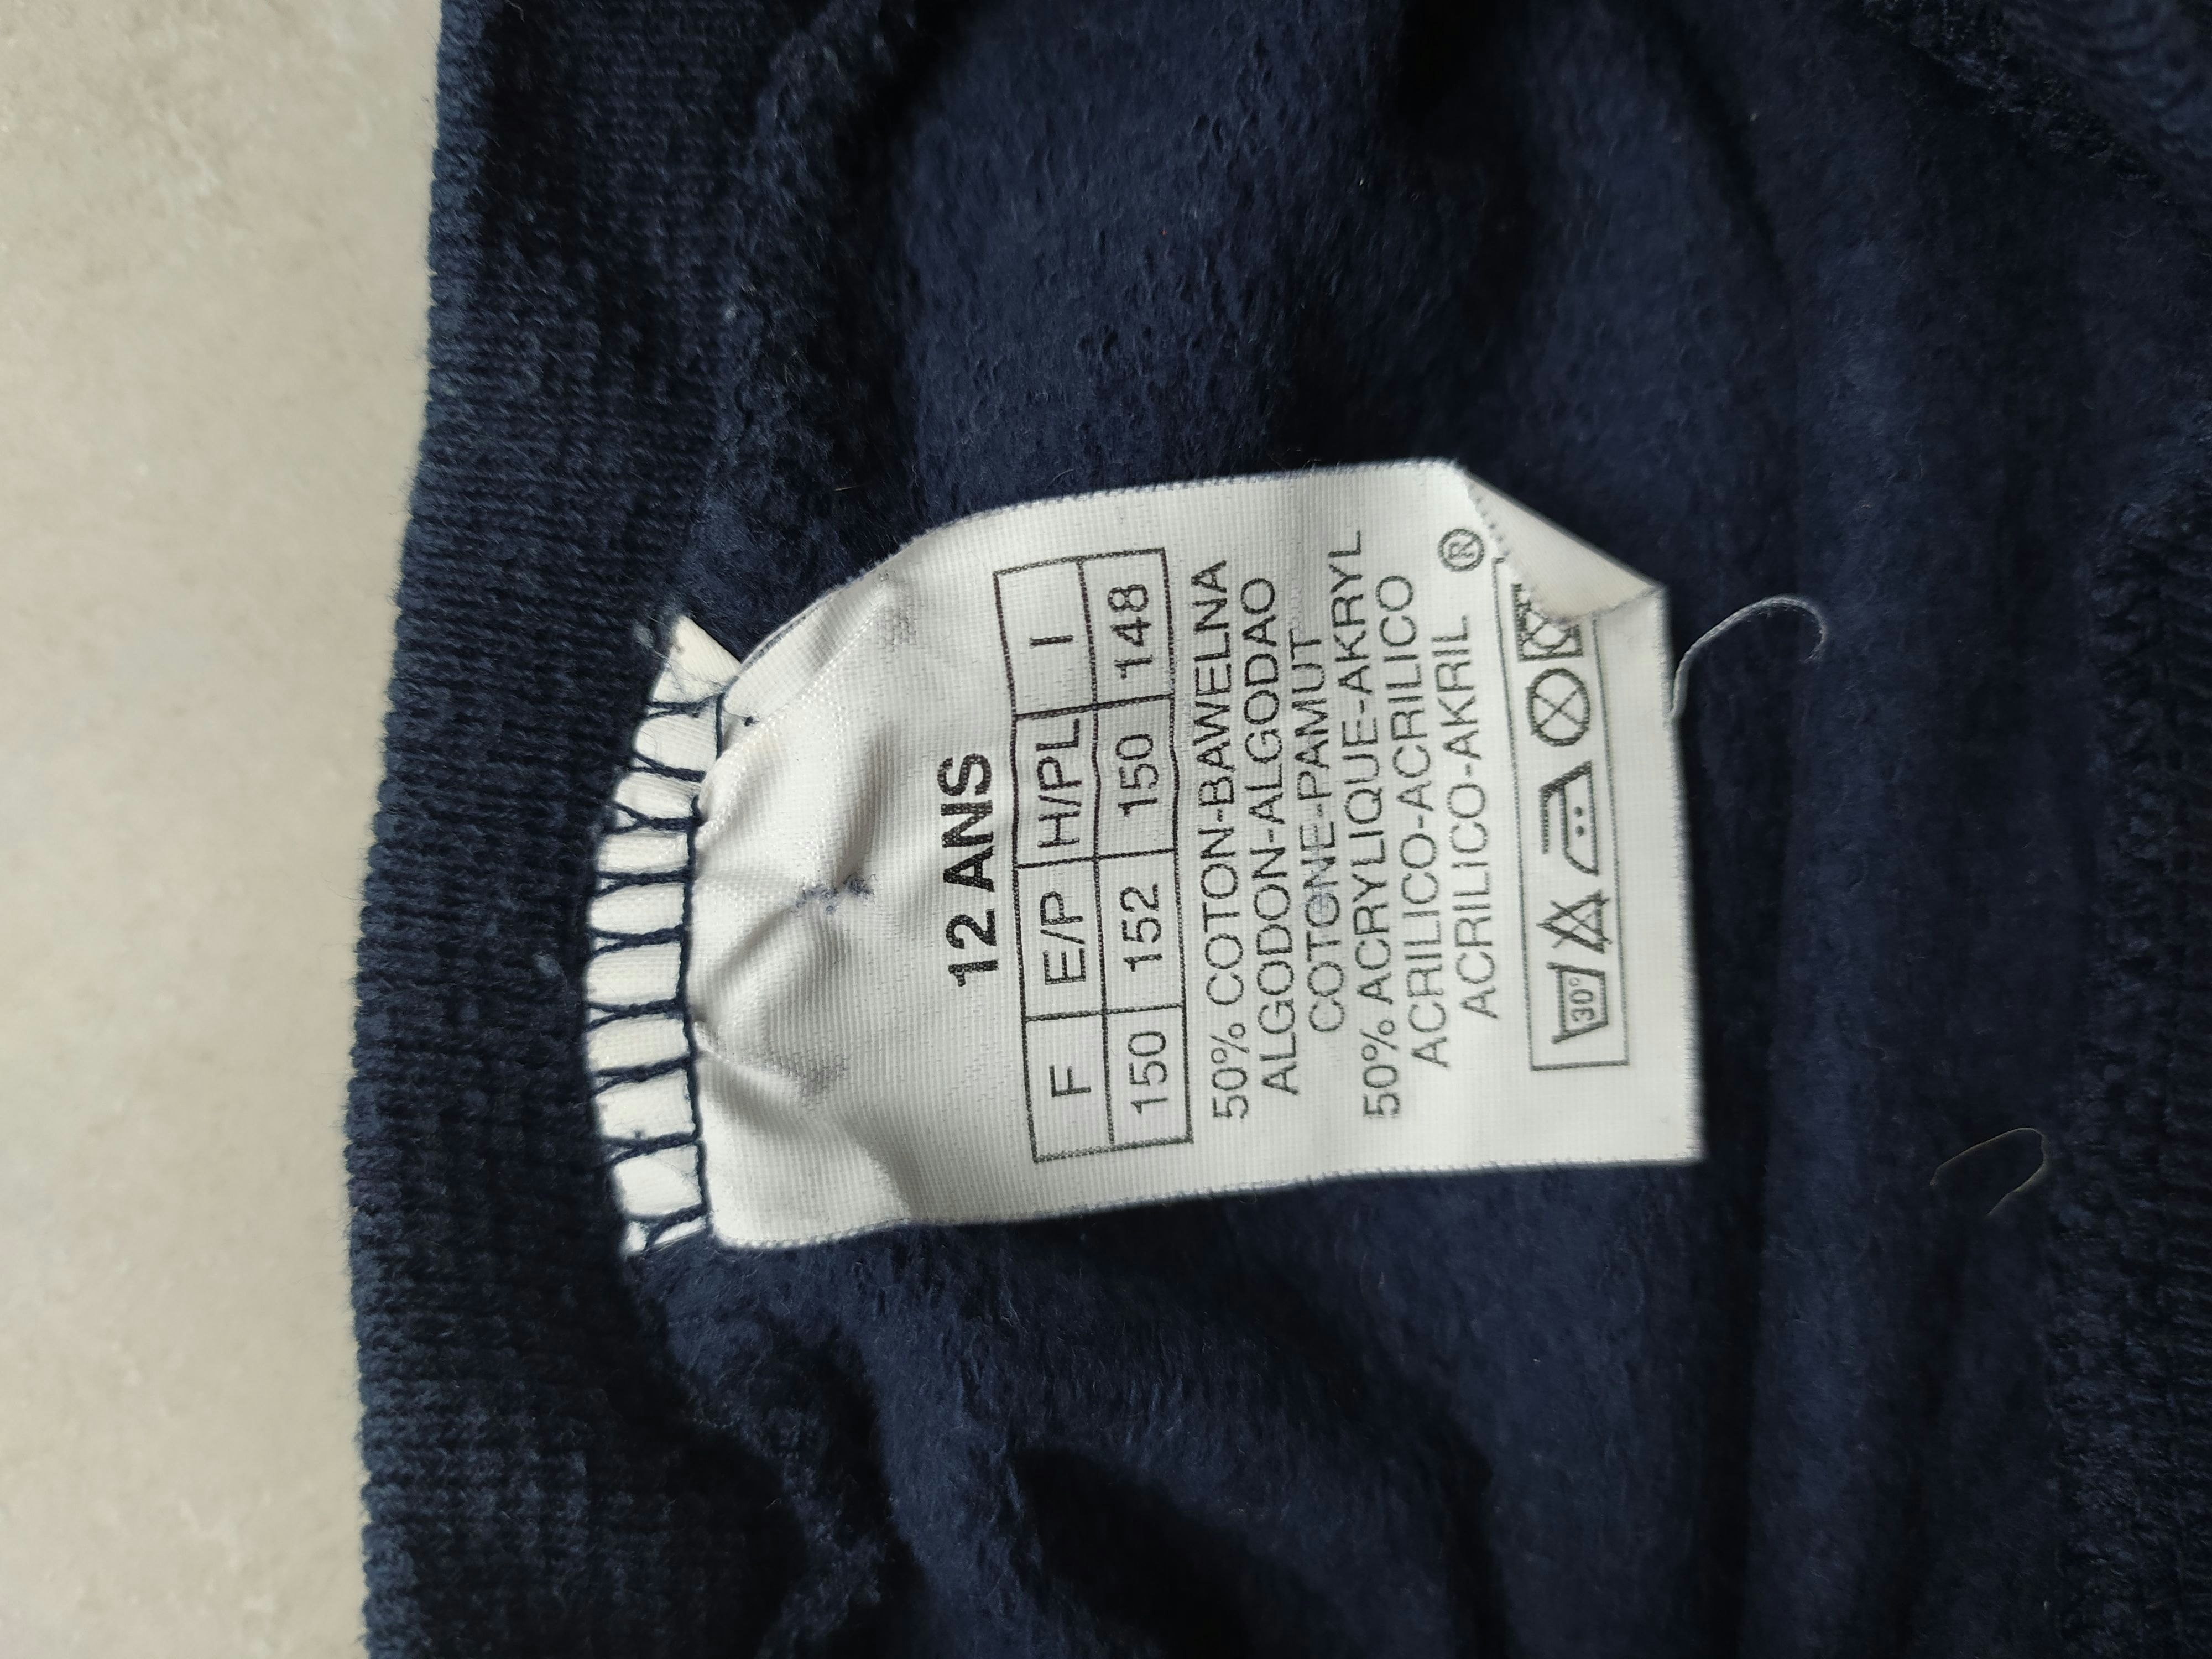 12 ANS
F E/P H/PL I
150 152 150 148
50% COTON-BAWELNA
ALGODON-ALGODAO
COTONE-PAMUT
50% ACRYLIQUE-AKRYL
ACRILICO-ACRILICO
ACRILICO-AKRIL ®
30°